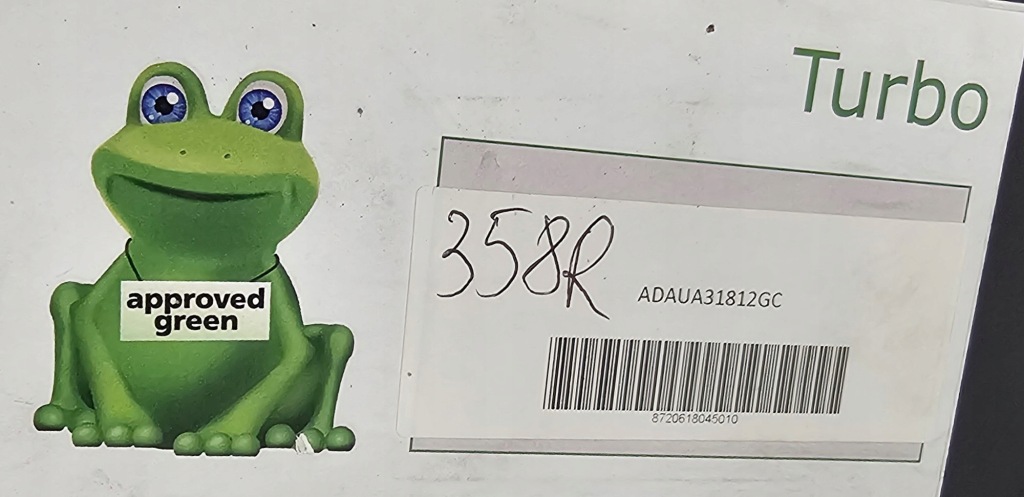 Turbo
358R
ADAUA31812GC
8720618045010
approved
green